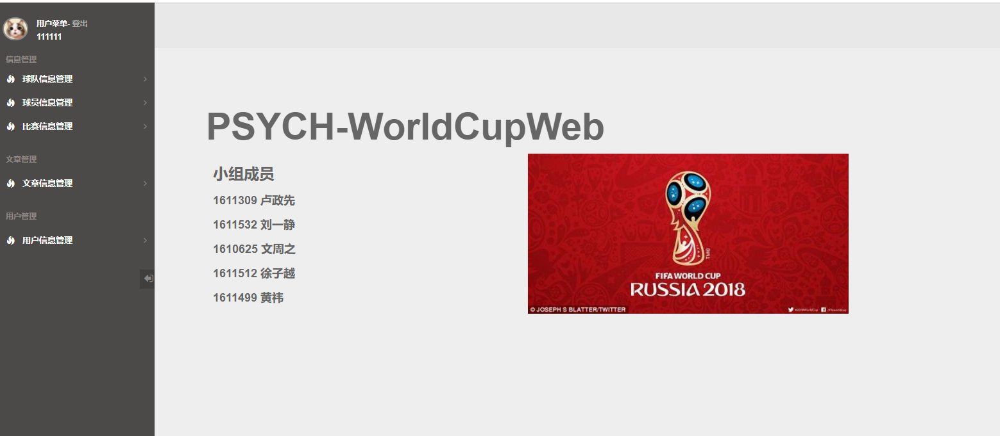 用户菜单- 登出
111111
信息管理
球队信息管理
球员信息管理
比赛信息管理
文章管理
文章信息管理
用户管理
用户信息管理
PSYCH-WorldCupWeb
小组成员
1611309 卢政先
1611532 刘一静
1610625 文周之
1611512 徐子越
1611499 黄祎
TM©
FIFA WORLD CUP
RUSSIA 2018
© JOSEPH S BLATTER/TWITTER